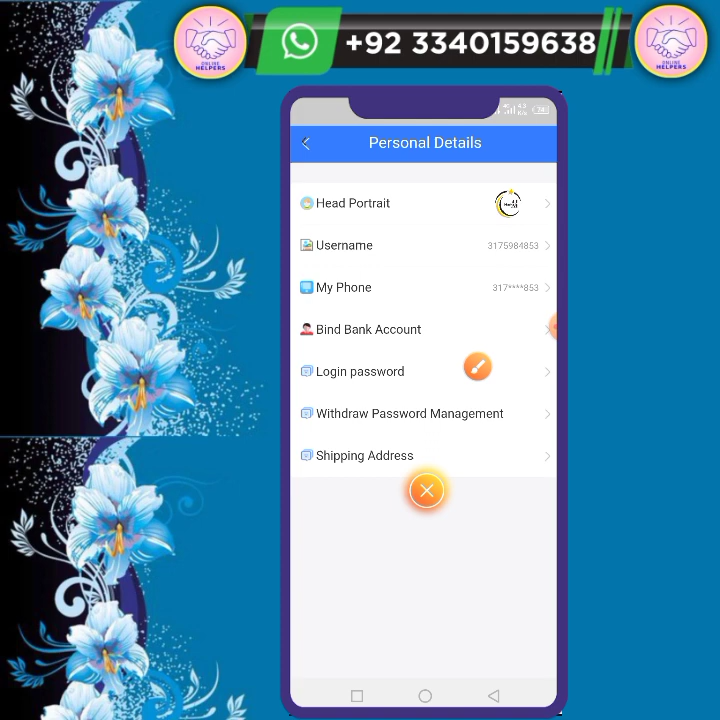 +92 3340159638
ONLINE
HELPERS
ONLINE
HELPERS
Personal Details
Head Portrait
Username 3175984853
My Phone 317****853
Bind Bank Account
Login password
Withdraw Password Management
Shipping Address